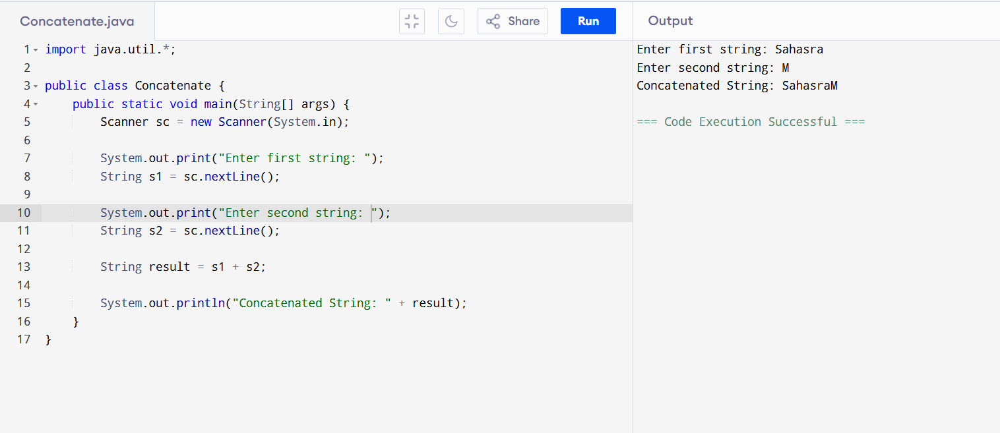 Concatenate.java
Share
Run
Output
1 import java.util.*;
2
3 public class Concatenate {
4     public static void main(String[] args) {
5         Scanner sc = new Scanner(System.in);
6
7         System.out.print("Enter first string: ");
8         String s1 = sc.nextLine();
9
10         System.out.print("Enter second string: ");
11         String s2 = sc.nextLine();
12
13         String result = s1 + s2;
14
15         System.out.println("Concatenated String: " + result);
16     }
17 }
Enter first string: Sahasra
Enter second string: M
Concatenated String: SahasraM
=== Code Execution Successful ===